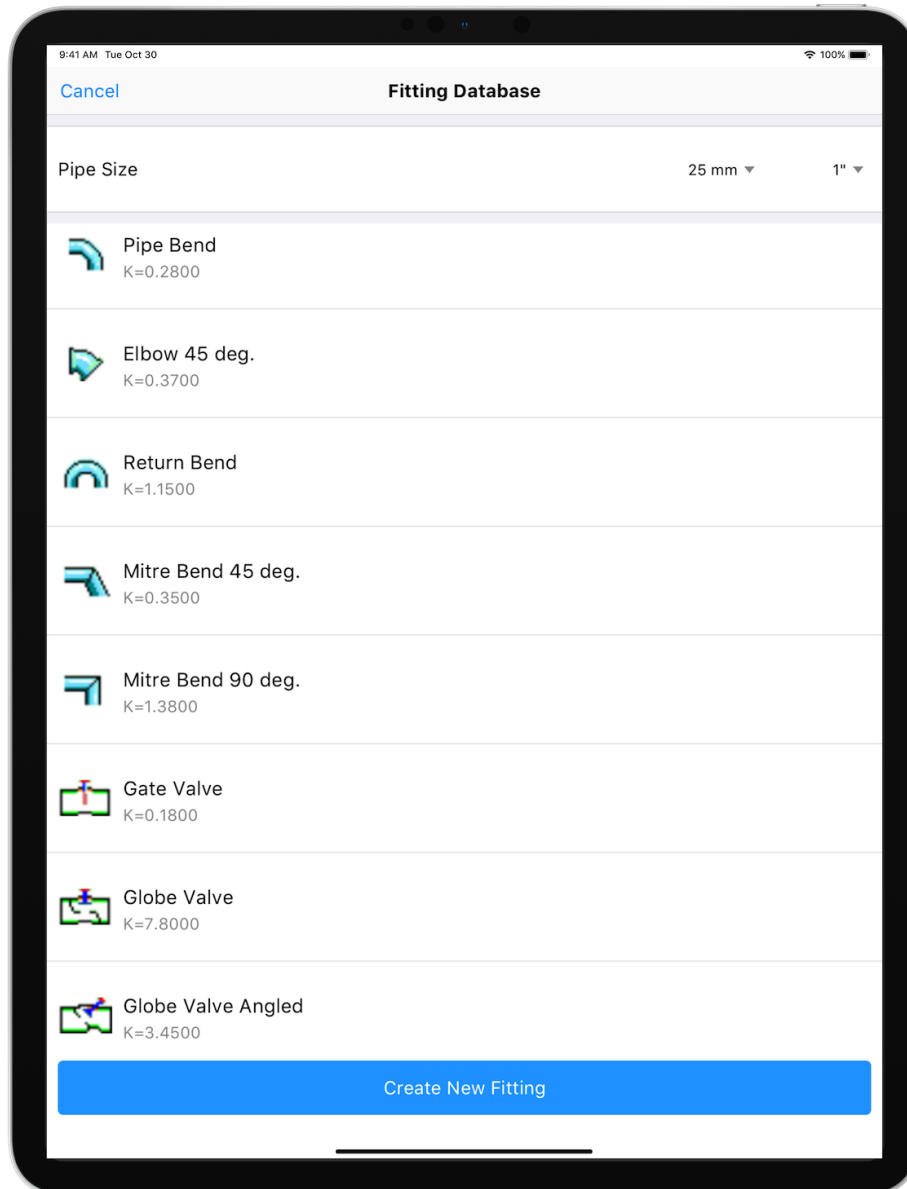 9:41 AM Tue Oct 30
100%
Cancel
Fitting Database
Pipe Size
25 mm
1"
Pipe Bend
K=0.2800
Elbow 45 deg.
K=0.3700
Return Bend
K=1.1500
Mitre Bend 45 deg.
K=0.3500
Mitre Bend 90 deg.
K=1.3800
Gate Valve
K=0.1800
Globe Valve
K=7.8000
Globe Valve Angled
K=3.4500
Create New Fitting